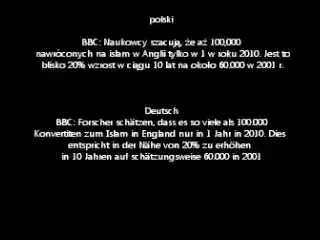 polski
BBC: Naukowcy szacują, że aż 100,000
nawróconych na islam w Anglii tylko w 1 w roku 2010. Jest to
blisko 20% wzrost w ciągu 10 lat na około 60.000 w 2001 r.
Deutsch
BBC: Forscher schätzen, dass es so viele als 100.000
Konvertiten zum Islam in England nur in 1 Jahr in 2010. Dies
entspricht in der Nähe von 20% zu erhöhen
in 10 Jahren auf schätzungsweise 60.000 in 2001